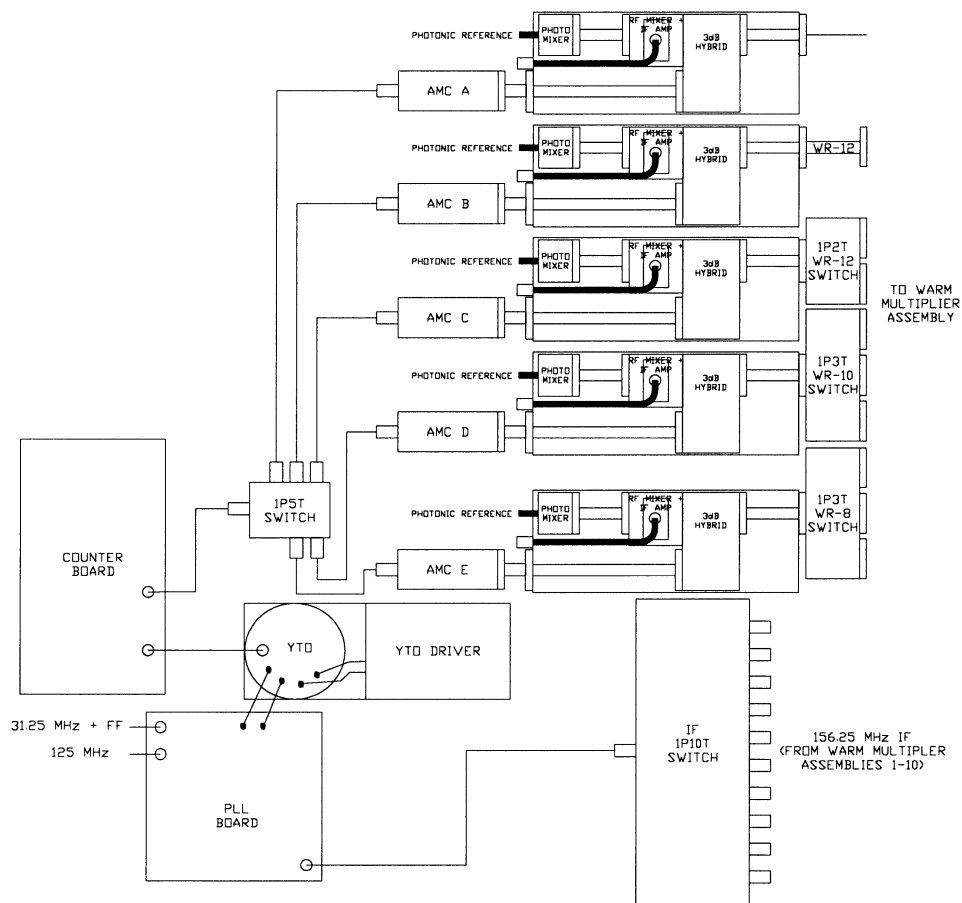 PHOTONIC REFERENCE
PHOTO
MIXER
RF MIXER +
IF AMP
3dB
HYBRID
AMC A
PHOTONIC REFERENCE
PHOTO
MIXER
RF MIXER +
IF AMP
3dB
HYBRID
WR-12
AMC B
PHOTONIC REFERENCE
PHOTO
MIXER
RF MIXER +
IF AMP
3dB
HYBRID
1P2T
WR-12
SWITCH
AMC C
TO WARM
MULTIPLIER
ASSEMBLY
PHOTONIC REFERENCE
PHOTO
MIXER
RF MIXER +
IF AMP
3dB
HYBRID
1P3T
WR-10
SWITCH
AMC D
1P5T
SWITCH
PHOTONIC REFERENCE
PHOTO
MIXER
RF MIXER +
IF AMP
3dB
HYBRID
1P3T
WR-8
SWITCH
AMC E
COUNTER
BOARD
YTO
YTO DRIVER
31.25 MHz + FF
125 MHz
PLL
BOARD
IF
1P10T
SWITCH
156.25 MHz IF
(FROM WARM MULTIPLER
ASSEMBLIES 1-10)